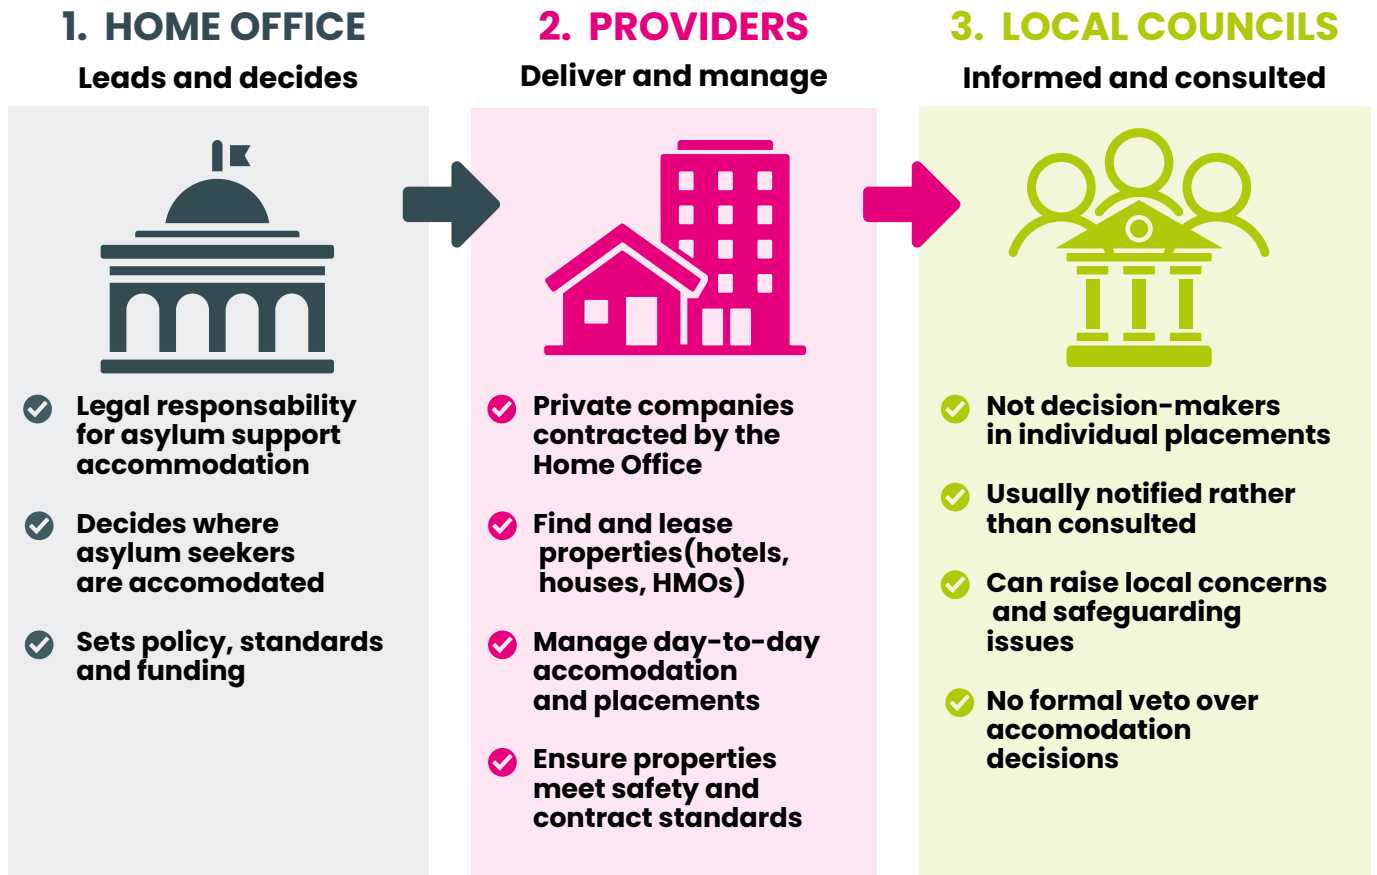 1. HOME OFFICE
Leads and decides
Legal responsability
for asylum support
accommodation
Decides where
asylum seekers
are accomodated
Sets policy, standards
and funding
2. PROVIDERS
Deliver and manage
Private companies
contracted by the
Home Office
Find and lease
properties(hotels,
houses, HMOs)
Manage day-to-day
accomodation
and placements
Ensure properties
meet safety and
contract standards
3. LOCAL COUNCILS
Informed and consulted
Not decision-makers
in individual placements
Usually notified rather
than consulted
Can raise local concerns
and safeguarding
issues
No formal veto over
accomodation
decisions